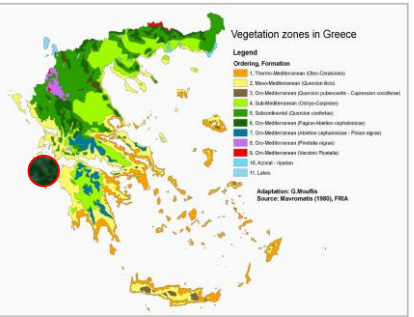 Vegetation zones in Greece
Legend
Ordering, Formation
1. Thermo-Mediterranean (Oleo-Ceratonion)
2. Meso-Mediterranean (Quercion ilicis)
3. Oro-Mediterranean (Quercus pubescentis - Cupression)
4. Sub-Mediterranean (Ostryo-Carpinion)
5. Subcontinental (Quercion confertae)
6. Oro-Mediterranean (Fagion-Abietion cephalonicae)
7. Oro-Mediterranean (Abietion cephalonicae - Pinion nigrae)
8. Oro-Mediterranean (Pinetalia nigrae)
9. Oro-Mediterranean (Vaccinio Picetalia)
10. Azonal - riparian
11. Lakes
Adaptation: G.Mouflis
Source: Mavromatis (1980), FRIA